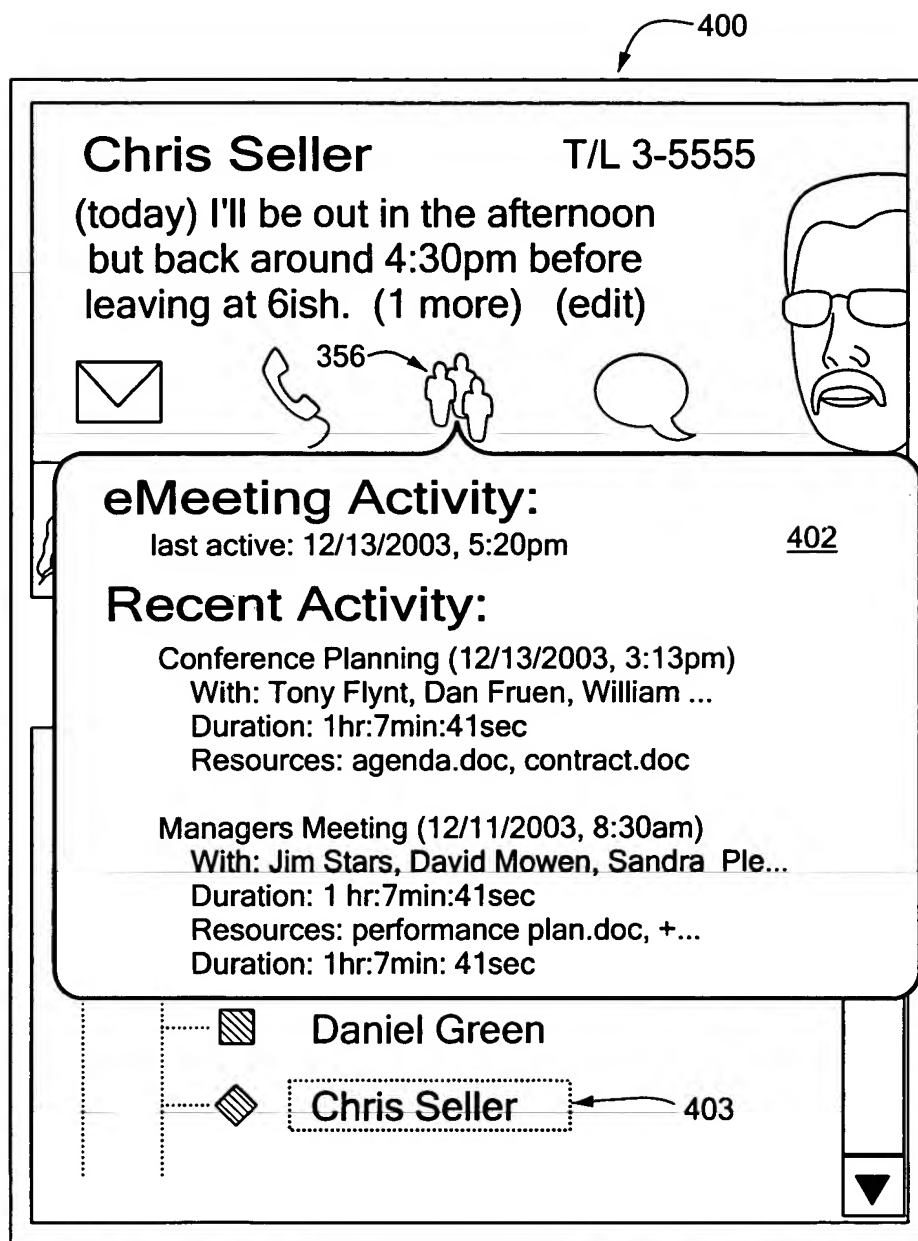 400
Chris Seller T/L 3-5555
(today) I'll be out in the afternoon
but back around 4:30pm before
leaving at 6ish. (1 more) (edit)
356
eMeeting Activity:
last active: 12/13/2003, 5:20pm 402
Recent Activity:
Conference Planning (12/13/2003, 3:13pm)
With: Tony Flynt, Dan Fruen, William ...
Duration: 1hr:7min:41sec
Resources: agenda.doc, contract.doc
Managers Meeting (12/11/2003, 8:30am)
With: Jim Stars, David Mowen, Sandra Ple...
Duration: 1 hr:7min:41sec
Resources: performance plan.doc, +...
Duration: 1hr:7min: 41sec
Daniel Green
Chris Seller 403